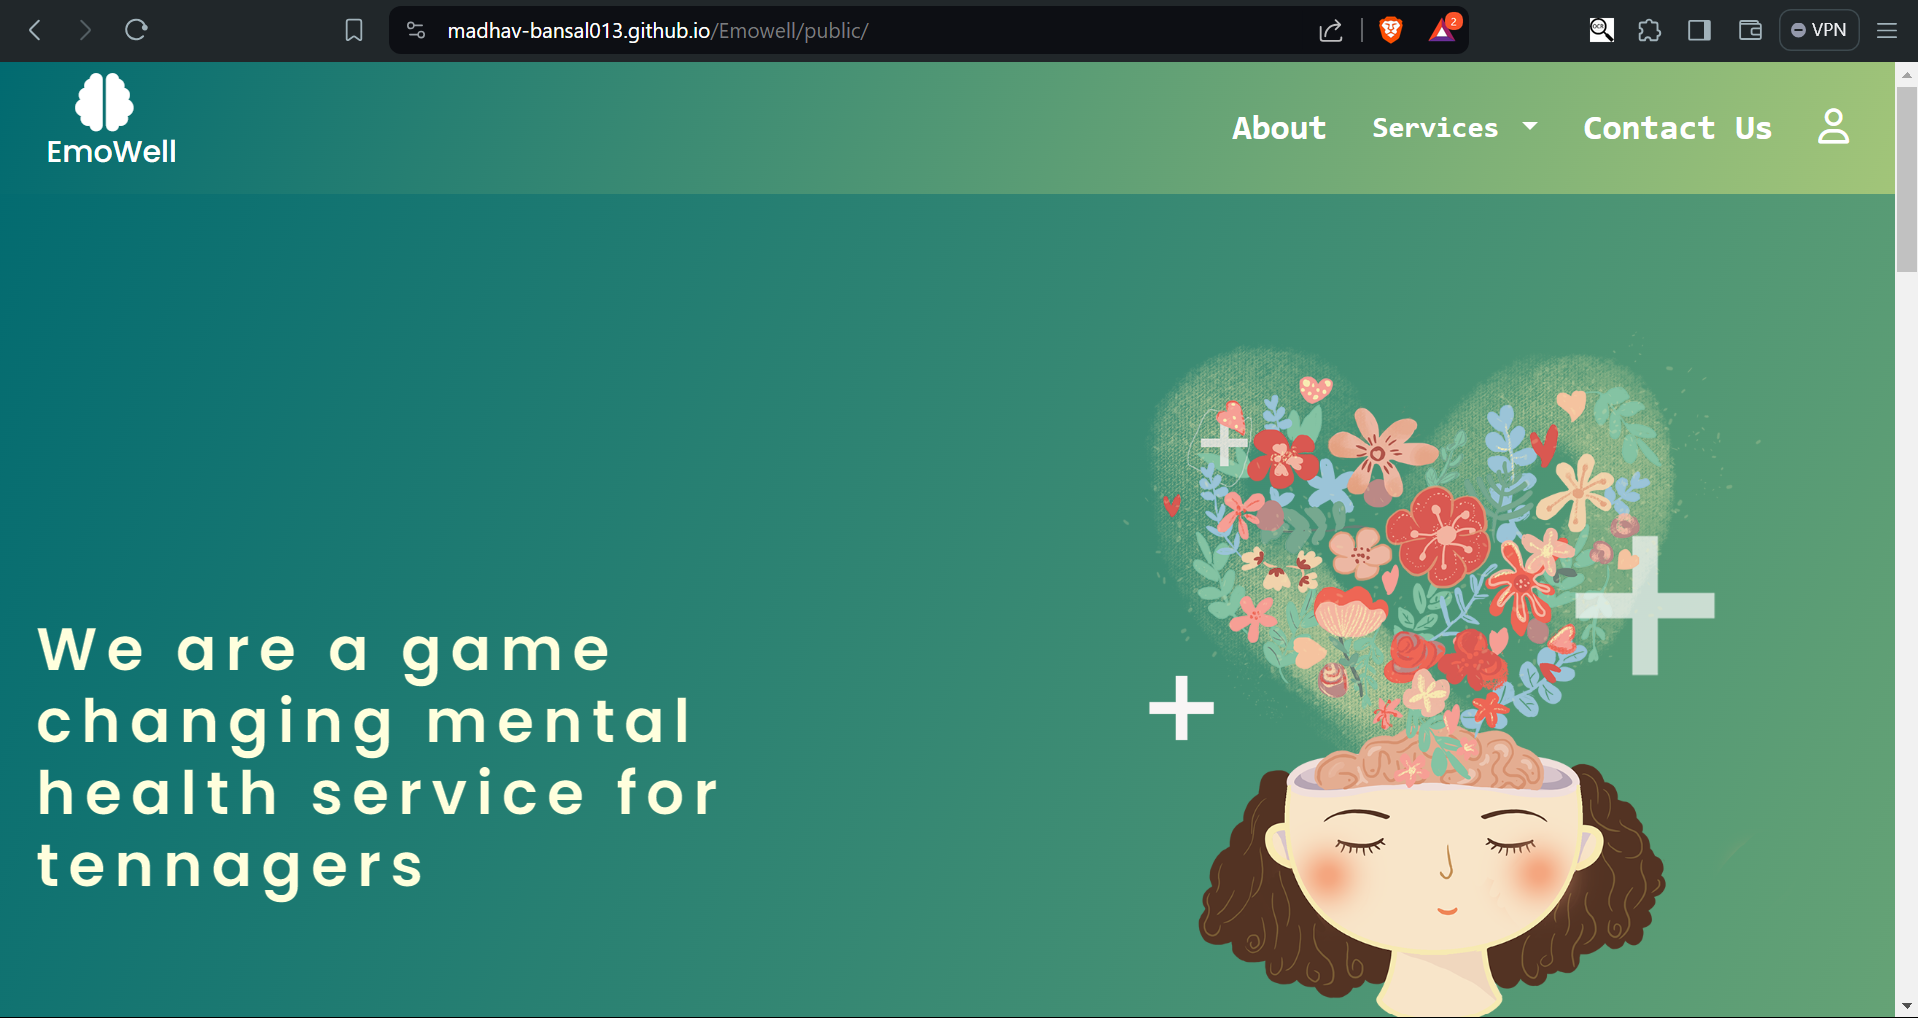 madhav-bansal013.github.io/Emowell/public/
2
OCR
VPN
EmoWell
About
Services
Contact Us
We are a game
changing mental
health service for
tennagers